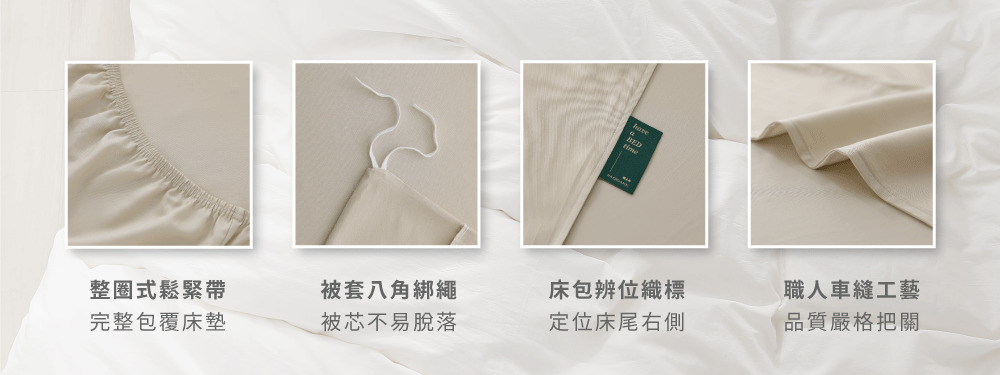 have
a
BED
time
整圈式鬆緊帶
完整包覆床墊
被套八角綁繩
被芯不易脫落
床包辨位織標
定位床尾右側
職人車縫工藝
品質嚴格把關